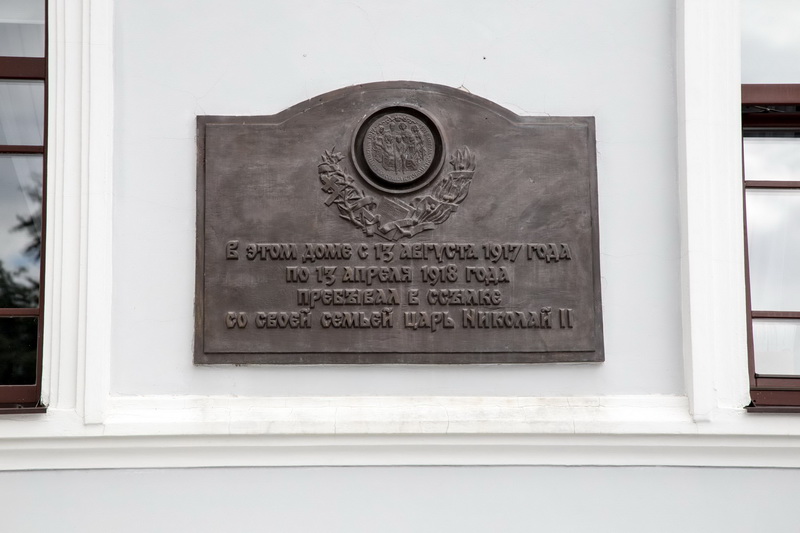 В ЭТОМ ДОМЕ С 13 АВГУСТА 1917 ГОДА
ПО 13 АПРЕЛЯ 1918 ГОДА
ПРЕБЫВАЛ В ССЫЛКЕ
СО СВОЕЙ СЕМЬЕЙ ЦАРЬ НИКОЛАЙ II